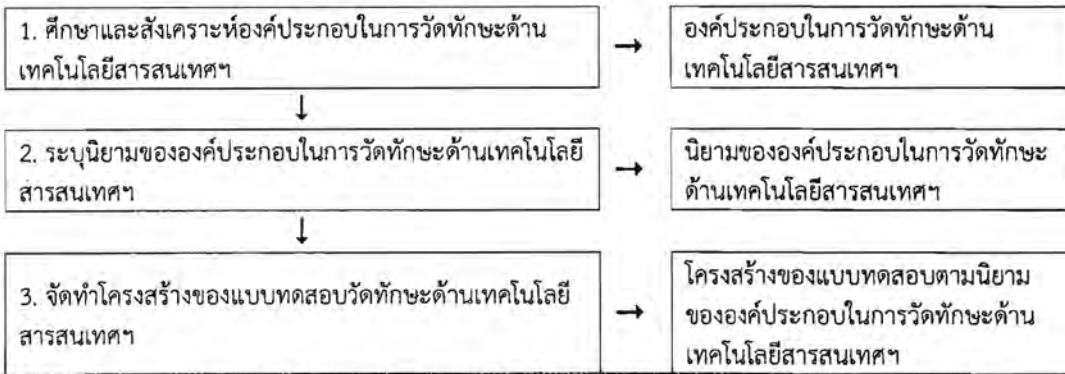 1. ศึกษาและสังเคราะห์องค์ประกอบในการวัดทักษะด้าน
เทคโนโลยีสารสนเทศฯ
→
องค์ประกอบในการวัดทักษะด้าน
เทคโนโลยีสารสนเทศฯ
↓
2. ระบุนิยามขององค์ประกอบในการวัดทักษะด้านเทคโนโลยี
สารสนเทศฯ
→
นิยามขององค์ประกอบในการวัดทักษะ
ด้านเทคโนโลยีสารสนเทศฯ
↓
3. จัดทำโครงสร้างของแบบทดสอบวัดทักษะด้านเทคโนโลยี
สารสนเทศฯ
→
โครงสร้างของแบบทดสอบตามนิยาม
ขององค์ประกอบในการวัดทักษะด้าน
เทคโนโลยีสารสนเทศฯ